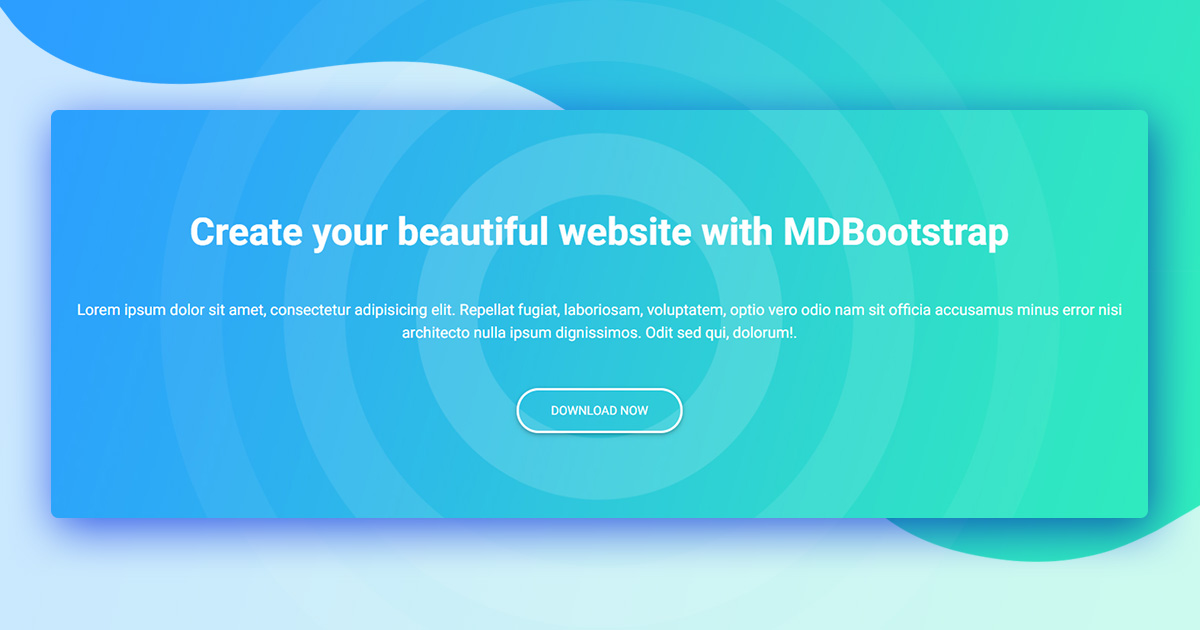 Create your beautiful website with MDBootstrap
Lorem ipsum dolor sit amet, consectetur adipisicing elit. Repellat fugiat, laboriosam, voluptatem, optio vero odio nam sit officia accusamus minus error nisi
architecto nulla ipsum dignissimos. Odit sed qui, dolorum!.
DOWNLOAD NOW